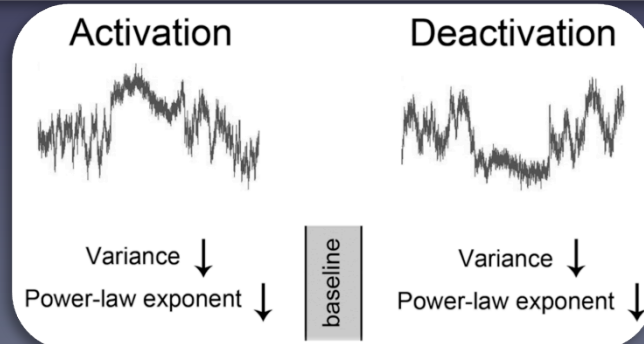 Activation
Deactivation
Variance ↓
Power-law exponent ↓
baseline
Variance ↓
Power-law exponent ↓